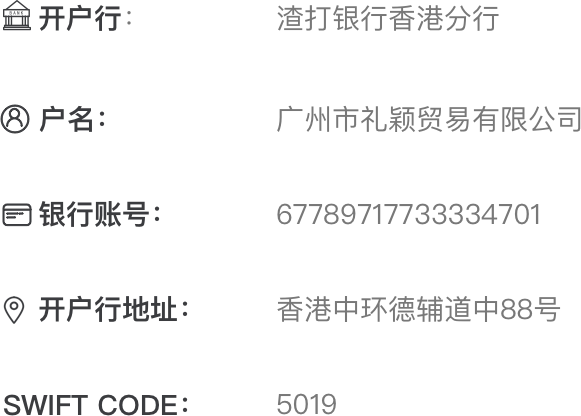 开户行: 渣打银行香港分行
户名： 广州市礼颖贸易有限公司
银行账号： 67789717733334701
开户行地址： 香港中环德辅道中88号
SWIFT CODE： 5019